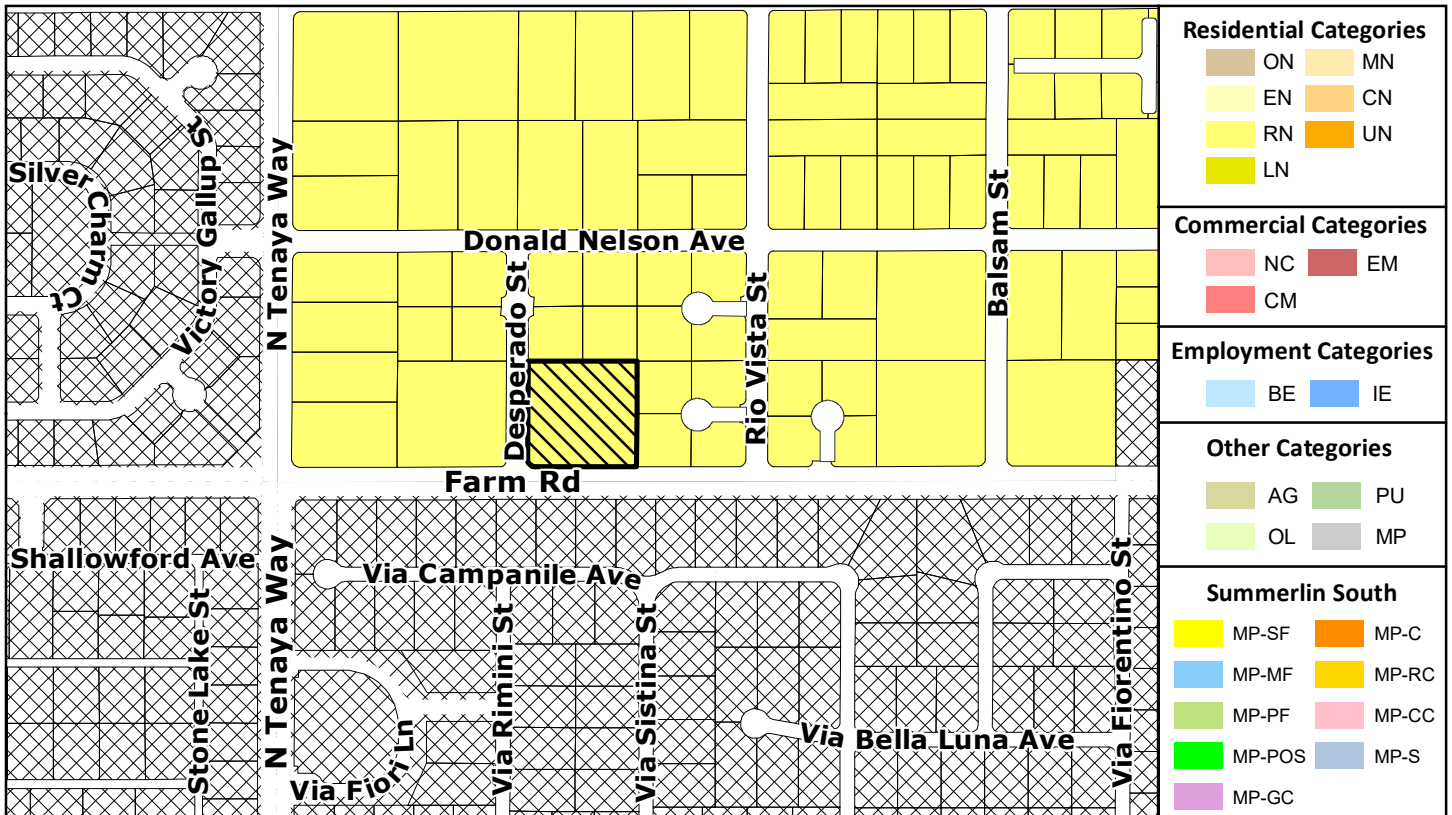 Silver Charm Ct
Victory Gallup St
N Tenaya Way
Donald Nelson Ave
Desperado St
Rio Vista St
Balsam St
Farm Rd
Shallowford Ave
Stone Lake St
N Tenaya Way
Via Campanile Ave
Via Fiori Ln
Via Rimini St
Via Sistina St
Via Bella Luna Ave
Via Fiorentino St
Residential Categories
ON MN
EN CN
RN UN
LN
Commercial Categories
NC EM
CM
Employment Categories
BE IE
Other Categories
AG PU
OL MP
Summerlin South
MP-SF MP-C
MP-MF MP-RC
MP-PF MP-CC
MP-POS MP-S
MP-GC